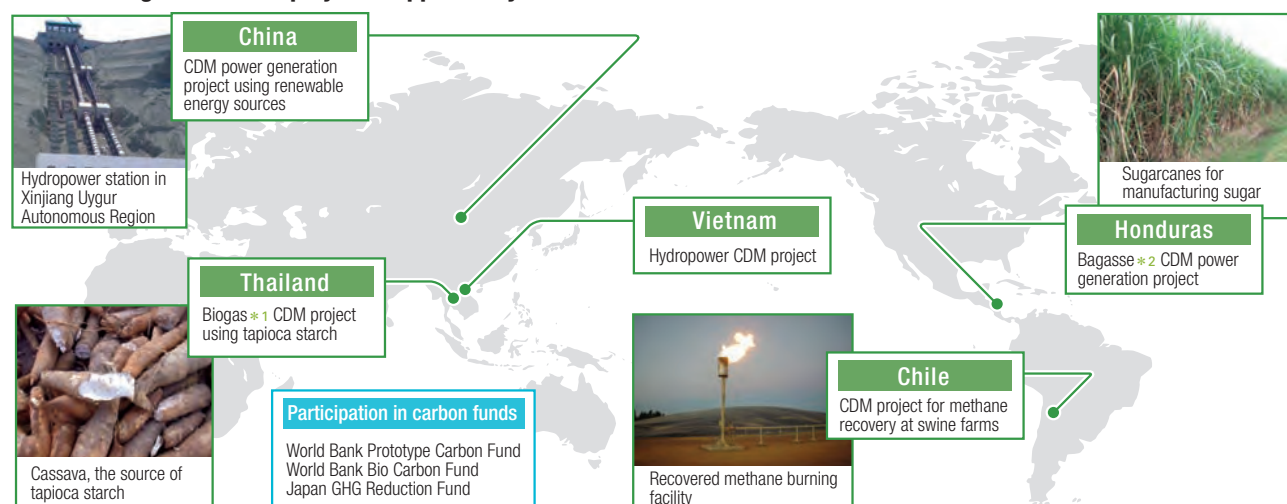 China
CDM power generation
project using renewable
energy sources
Hydropower station in
Xinjiang Uygur
Autonomous Region
Sugarcanes for
manufacturing sugar
Vietnam
Hydropower CDM project
Honduras
Bagasse*2 CDM power
generation project
Thailand
Biogas*1 CDM project
using tapioca starch
Cassava, the source of
tapioca starch
Participation in carbon funds
World Bank Prototype Carbon Fund
World Bank Bio Carbon Fund
Japan GHG Reduction Fund
Chile
CDM project for methane
recovery at swine farms
Recovered methane burning
facility